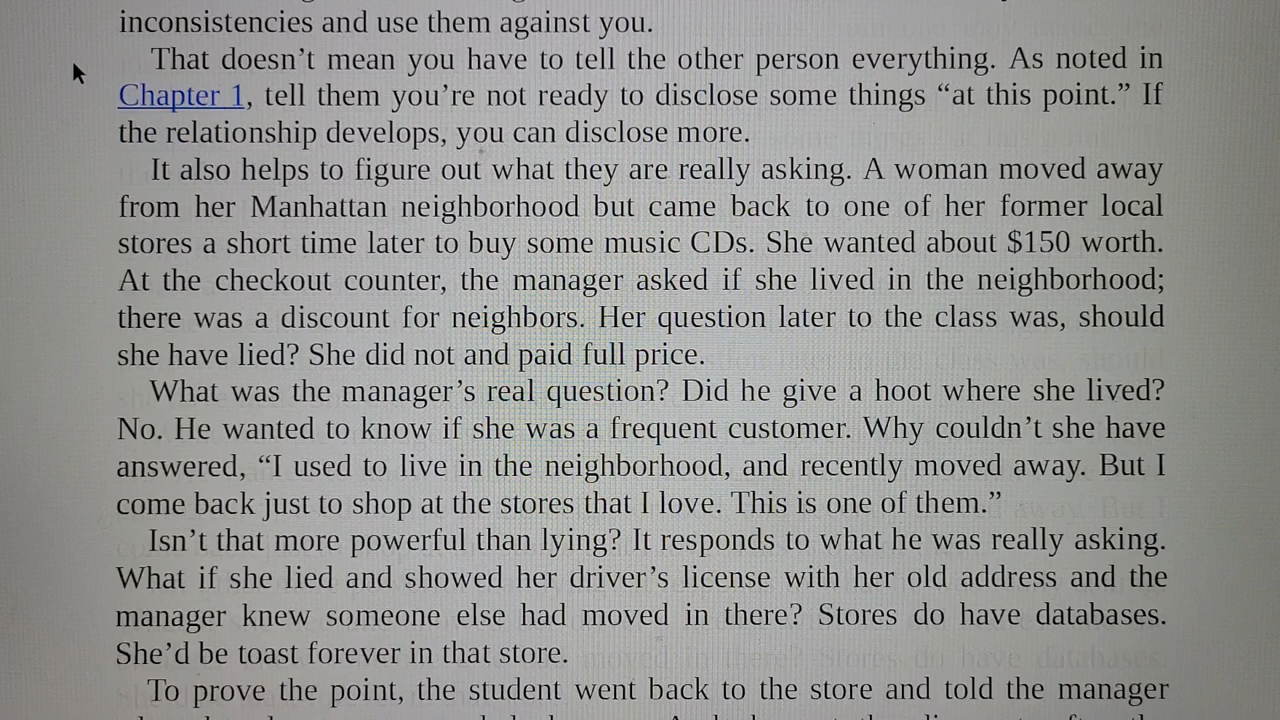 inconsistencies and use them against you.
That doesn’t mean you have to tell the other person everything. As noted in
Chapter 1, tell them you’re not ready to disclose some things “at this point.” If
the relationship develops, you can disclose more.
It also helps to figure out what they are really asking. A woman moved away
from her Manhattan neighborhood but came back to one of her former local
stores a short time later to buy some music CDs. She wanted about $150 worth.
At the checkout counter, the manager asked if she lived in the neighborhood;
there was a discount for neighbors. Her question later to the class was, should
she have lied? She did not and paid full price.
What was the manager’s real question? Did he give a hoot where she lived?
No. He wanted to know if she was a frequent customer. Why couldn’t she have
answered, “I used to live in the neighborhood, and recently moved away. But I
come back just to shop at the stores that I love. This is one of them.”
Isn’t that more powerful than lying? It responds to what he was really asking.
What if she lied and showed her driver’s license with her old address and the
manager knew someone else had moved in there? Stores do have databases.
She’d be toast forever in that store.
To prove the point, the student went back to the store and told the manager